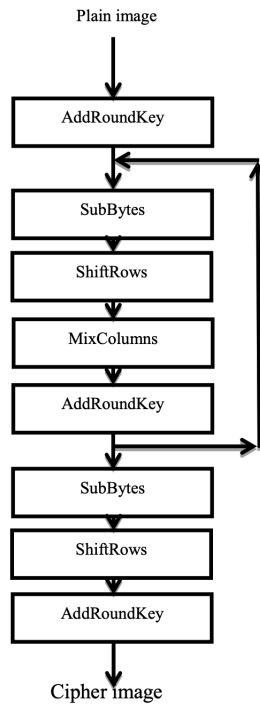 Plain image
AddRoundKey
SubBytes
ShiftRows
MixColumns
AddRoundKey
SubBytes
ShiftRows
AddRoundKey
Cipher image